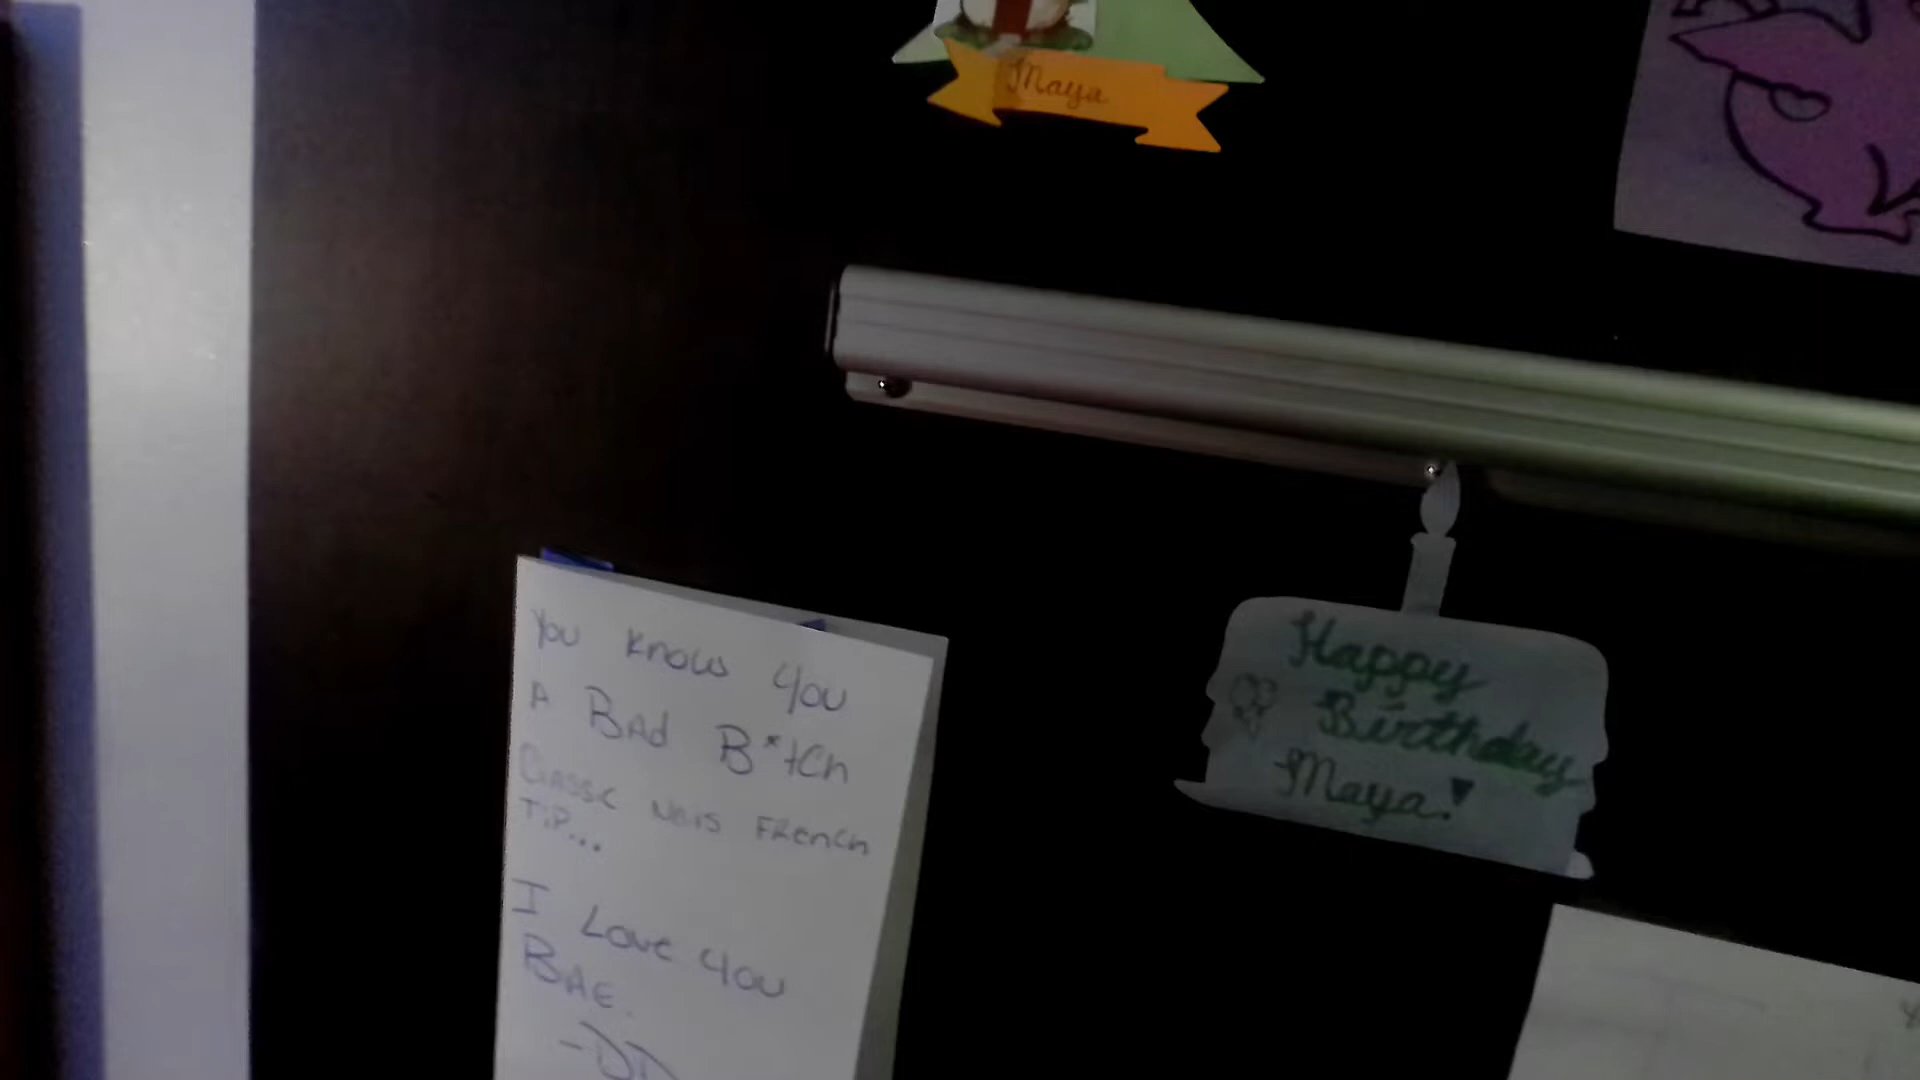 Maya
You know you
A Bad B*tch
Classic Nails French
Tip...
I Love you
Bae.
Happy
Birthday
Maya!